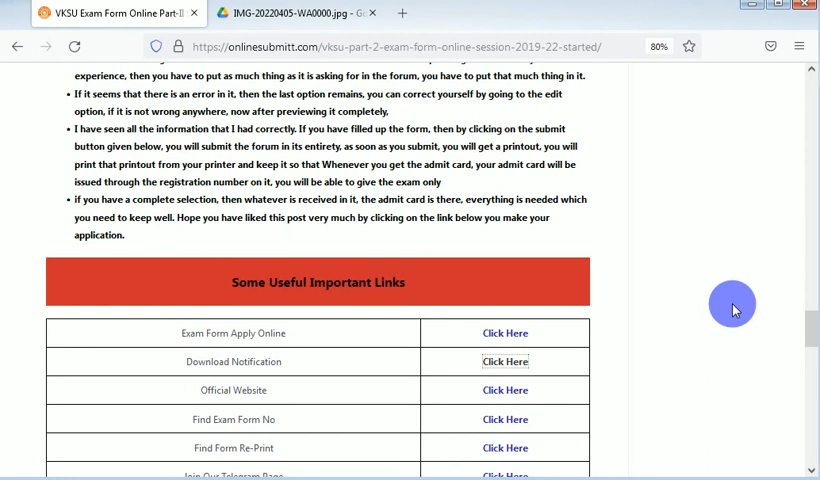 VKSU Exam Form Online Part-II
IMG-20220405-WA0000.jpg - Go
https://onlinesubmitt.com/vksu-part-2-exam-form-online-session-2019-22-started/
80%
experience, then you have to put as much thing as it is asking for in the forum, you have to put that much thing in it.
• If it seems that there is an error in it, then the last option remains, you can correct yourself by going to the edit
option, if it is not wrong anywhere, now after previewing it completely,
• I have seen all the information that I had correctly. If you have filled up the form, then by clicking on the submit
button given below, you will submit the forum in its entirety, as soon as you submit, you will get a printout, you will
print that printout from your printer and keep it so that Whenever you get the admit card, your admit card will be
issued through the registration number on it, you will be able to give the exam only
• if you have a complete selection, then whatever is received in it, the admit card is there, everything is needed which
you need to keep well. Hope you have liked this post very much by clicking on the link below you make your
application.
Some Useful Important Links
Exam Form Apply Online Click Here
Download Notification Click Here
Official Website Click Here
Find Exam Form No Click Here
Find Form Re-Print Click Here
Join Our Telegram Page Click Here